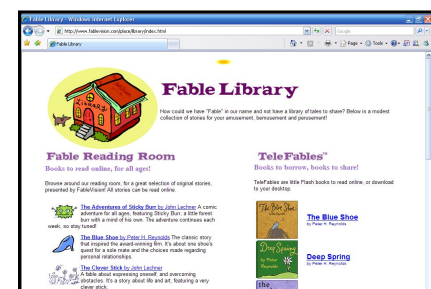 Fable Library - Windows Internet Explorer
http://www.fablevision.com/place/library/index.html
Google
Fable Library
Page
Tools
Library
Fable Library
How could we have "Fable" in our name and not have a library of tales to share? Below is a modest
collection of stories for your amusement, bemusement and perusement!
Fable Reading Room
Books to read online, for all ages!
Browse around our reading room, for a great selection of original stories,
presented by FableVision! All stories can be read online.
The Adventures of Sticky Burr by John Lechner A comic
adventure for all ages, featuring Sticky Burr, a little forest
burr with a mind of his own. The adventure continues each
week, so stay tuned!
The Blue Shoe by Peter H. Reynolds The classic story
that inspired the award-winning film. It's about one shoe's
quest for a sole mate and the choices made regarding
personal relationships.
The Clever Stick by John Lechner
A fable about expressing oneself, and overcoming
obstacles. It's a story about life and art, featuring a very
clever stick.
TeleFables™
Books to borrow, books to share!
TeleFables are little Flash books to read online, or download
to your desktop.
The Blue Shoe
The Blue Shoe
by Peter H. Reynolds
Deep Spring
Deep Spring
by Peter H. Reynolds
the